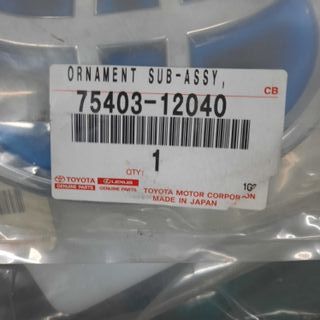 ORNAMENT SUB-ASSY,
CB
75403-12040
1
QTY
TOYOTA LEXUS
GENUINE PARTS GENUINE PARTS
TOYOTA MOTOR CORPORATION
MADE IN JAPAN